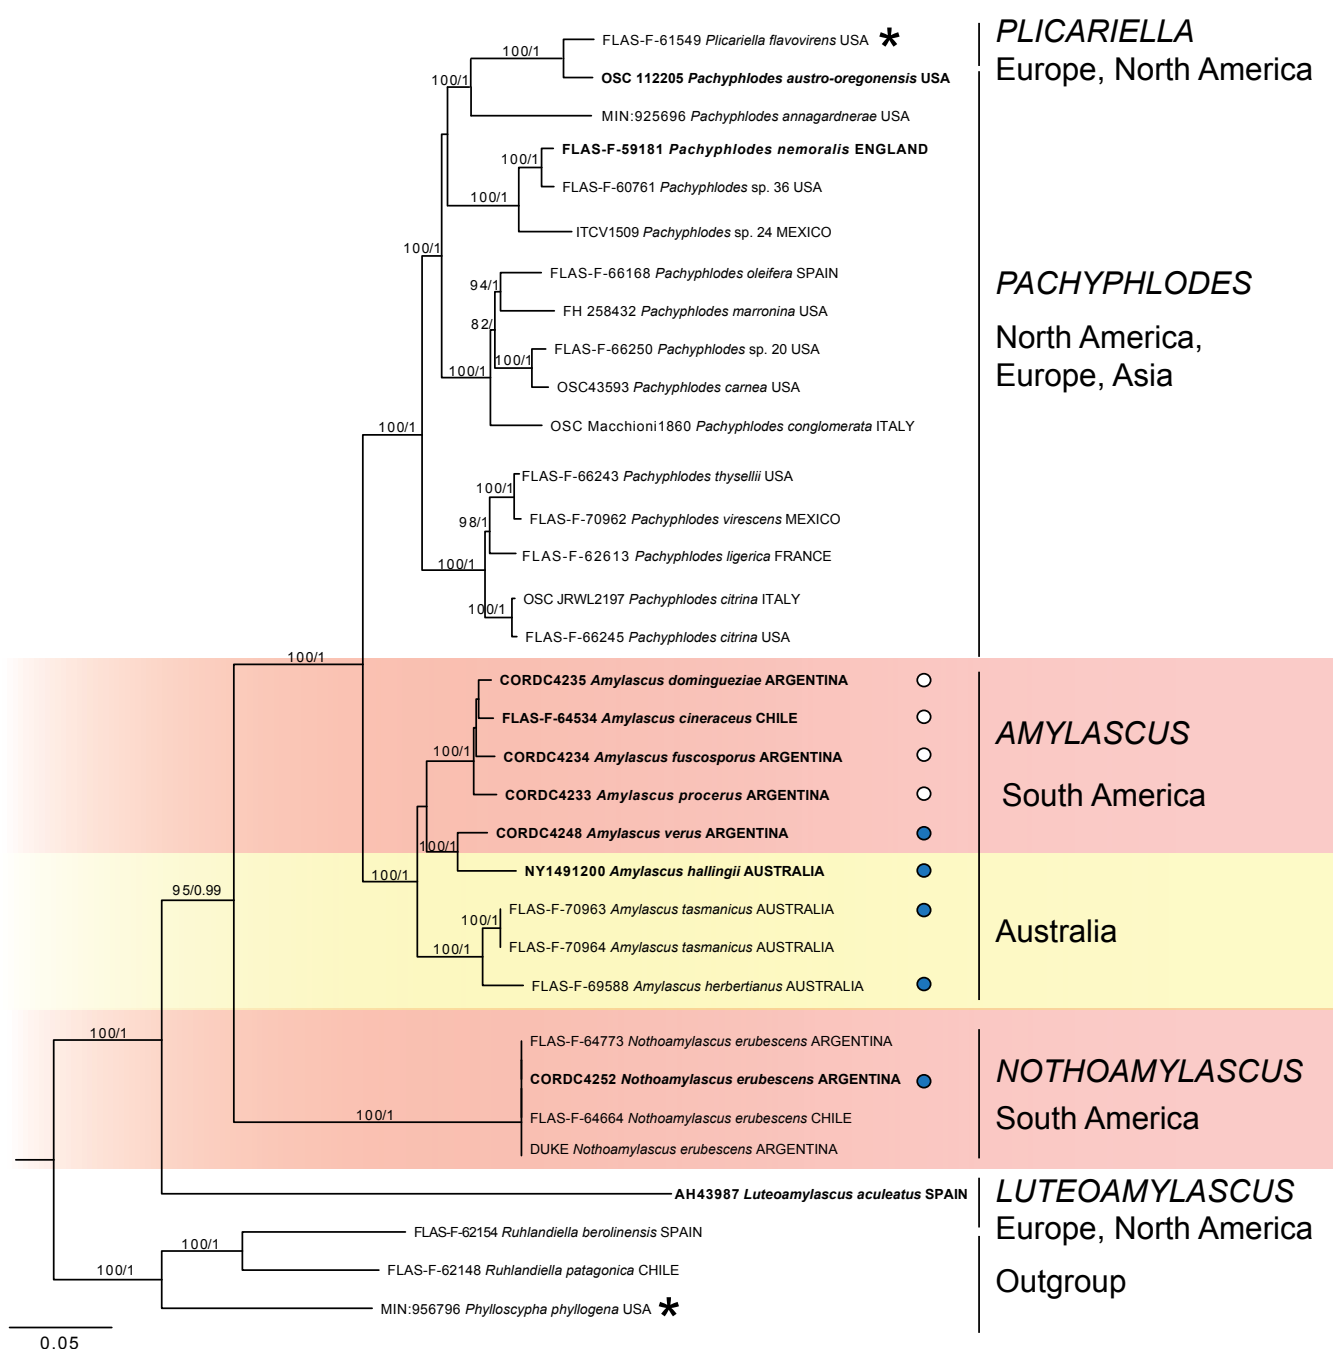 100/1
FLAS-F-61549 Plicariella flavovirens USA *
PLICARIELLA
Europe, North America
100/1
OSC 112205 Pachyphlodes austro-oregonensis USA
MIN:925696 Pachyphlodes annagardnerae USA
100/1
FLAS-F-59181 Pachyphlodes nemoralis ENGLAND
FLAS-F-60761 Pachyphlodes sp. 36 USA
100/1
ITCV1509 Pachyphlodes sp. 24 MEXICO
100/1
FLAS-F-66168 Pachyphlodes oleifera SPAIN
PACHYPHLODES
North America,
Europe, Asia
94/1
FH 258432 Pachyphlodes marronina USA
82/
FLAS-F-66250 Pachyphlodes sp. 20 USA
100/1
100/1
OSC43593 Pachyphlodes carnea USA
OSC Macchioni1860 Pachyphlodes conglomerata ITALY
100/1
FLAS-F-66243 Pachyphlodes thysellii USA
100/1
FLAS-F-70962 Pachyphlodes virescens MEXICO
98/1
FLAS-F-62613 Pachyphlodes ligerica FRANCE
100/1
OSC JRWL2197 Pachyphlodes citrina ITALY
100/1
FLAS-F-66245 Pachyphlodes citrina USA
100/1
CORDC4235 Amylascus domingueziae ARGENTINA
FLAS-F-64534 Amylascus cineraceus CHILE
AMYLASCUS
South America
100/1
CORDC4234 Amylascus fuscosporus ARGENTINA
CORDC4233 Amylascus procerus ARGENTINA
CORDC4248 Amylascus verus ARGENTINA
100/1
NY1491200 Amylascus hallingii AUSTRALIA
100/1
95/0.99
FLAS-F-70963 Amylascus tasmanicus AUSTRALIA
100/1
Australia
FLAS-F-70964 Amylascus tasmanicus AUSTRALIA
100/1
FLAS-F-69588 Amylascus herbertianus AUSTRALIA
100/1
FLAS-F-64773 Nothoamylascus erubescens ARGENTINA
NOTHOAMYLASCUS
South America
CORDC4252 Nothoamylascus erubescens ARGENTINA
100/1
FLAS-F-64664 Nothoamylascus erubescens CHILE
DUKE Nothoamylascus erubescens ARGENTINA
AH43987 Luteoamylascus aculeatus SPAIN
LUTEOAMYLASCUS
Europe, North America
FLAS-F-62154 Ruhlandiella berolinensis SPAIN
100/1
100/1
FLAS-F-62148 Ruhlandiella patagonica CHILE
Outgroup
MIN:956796 Phylloscypha phyllogena USA *
0.05